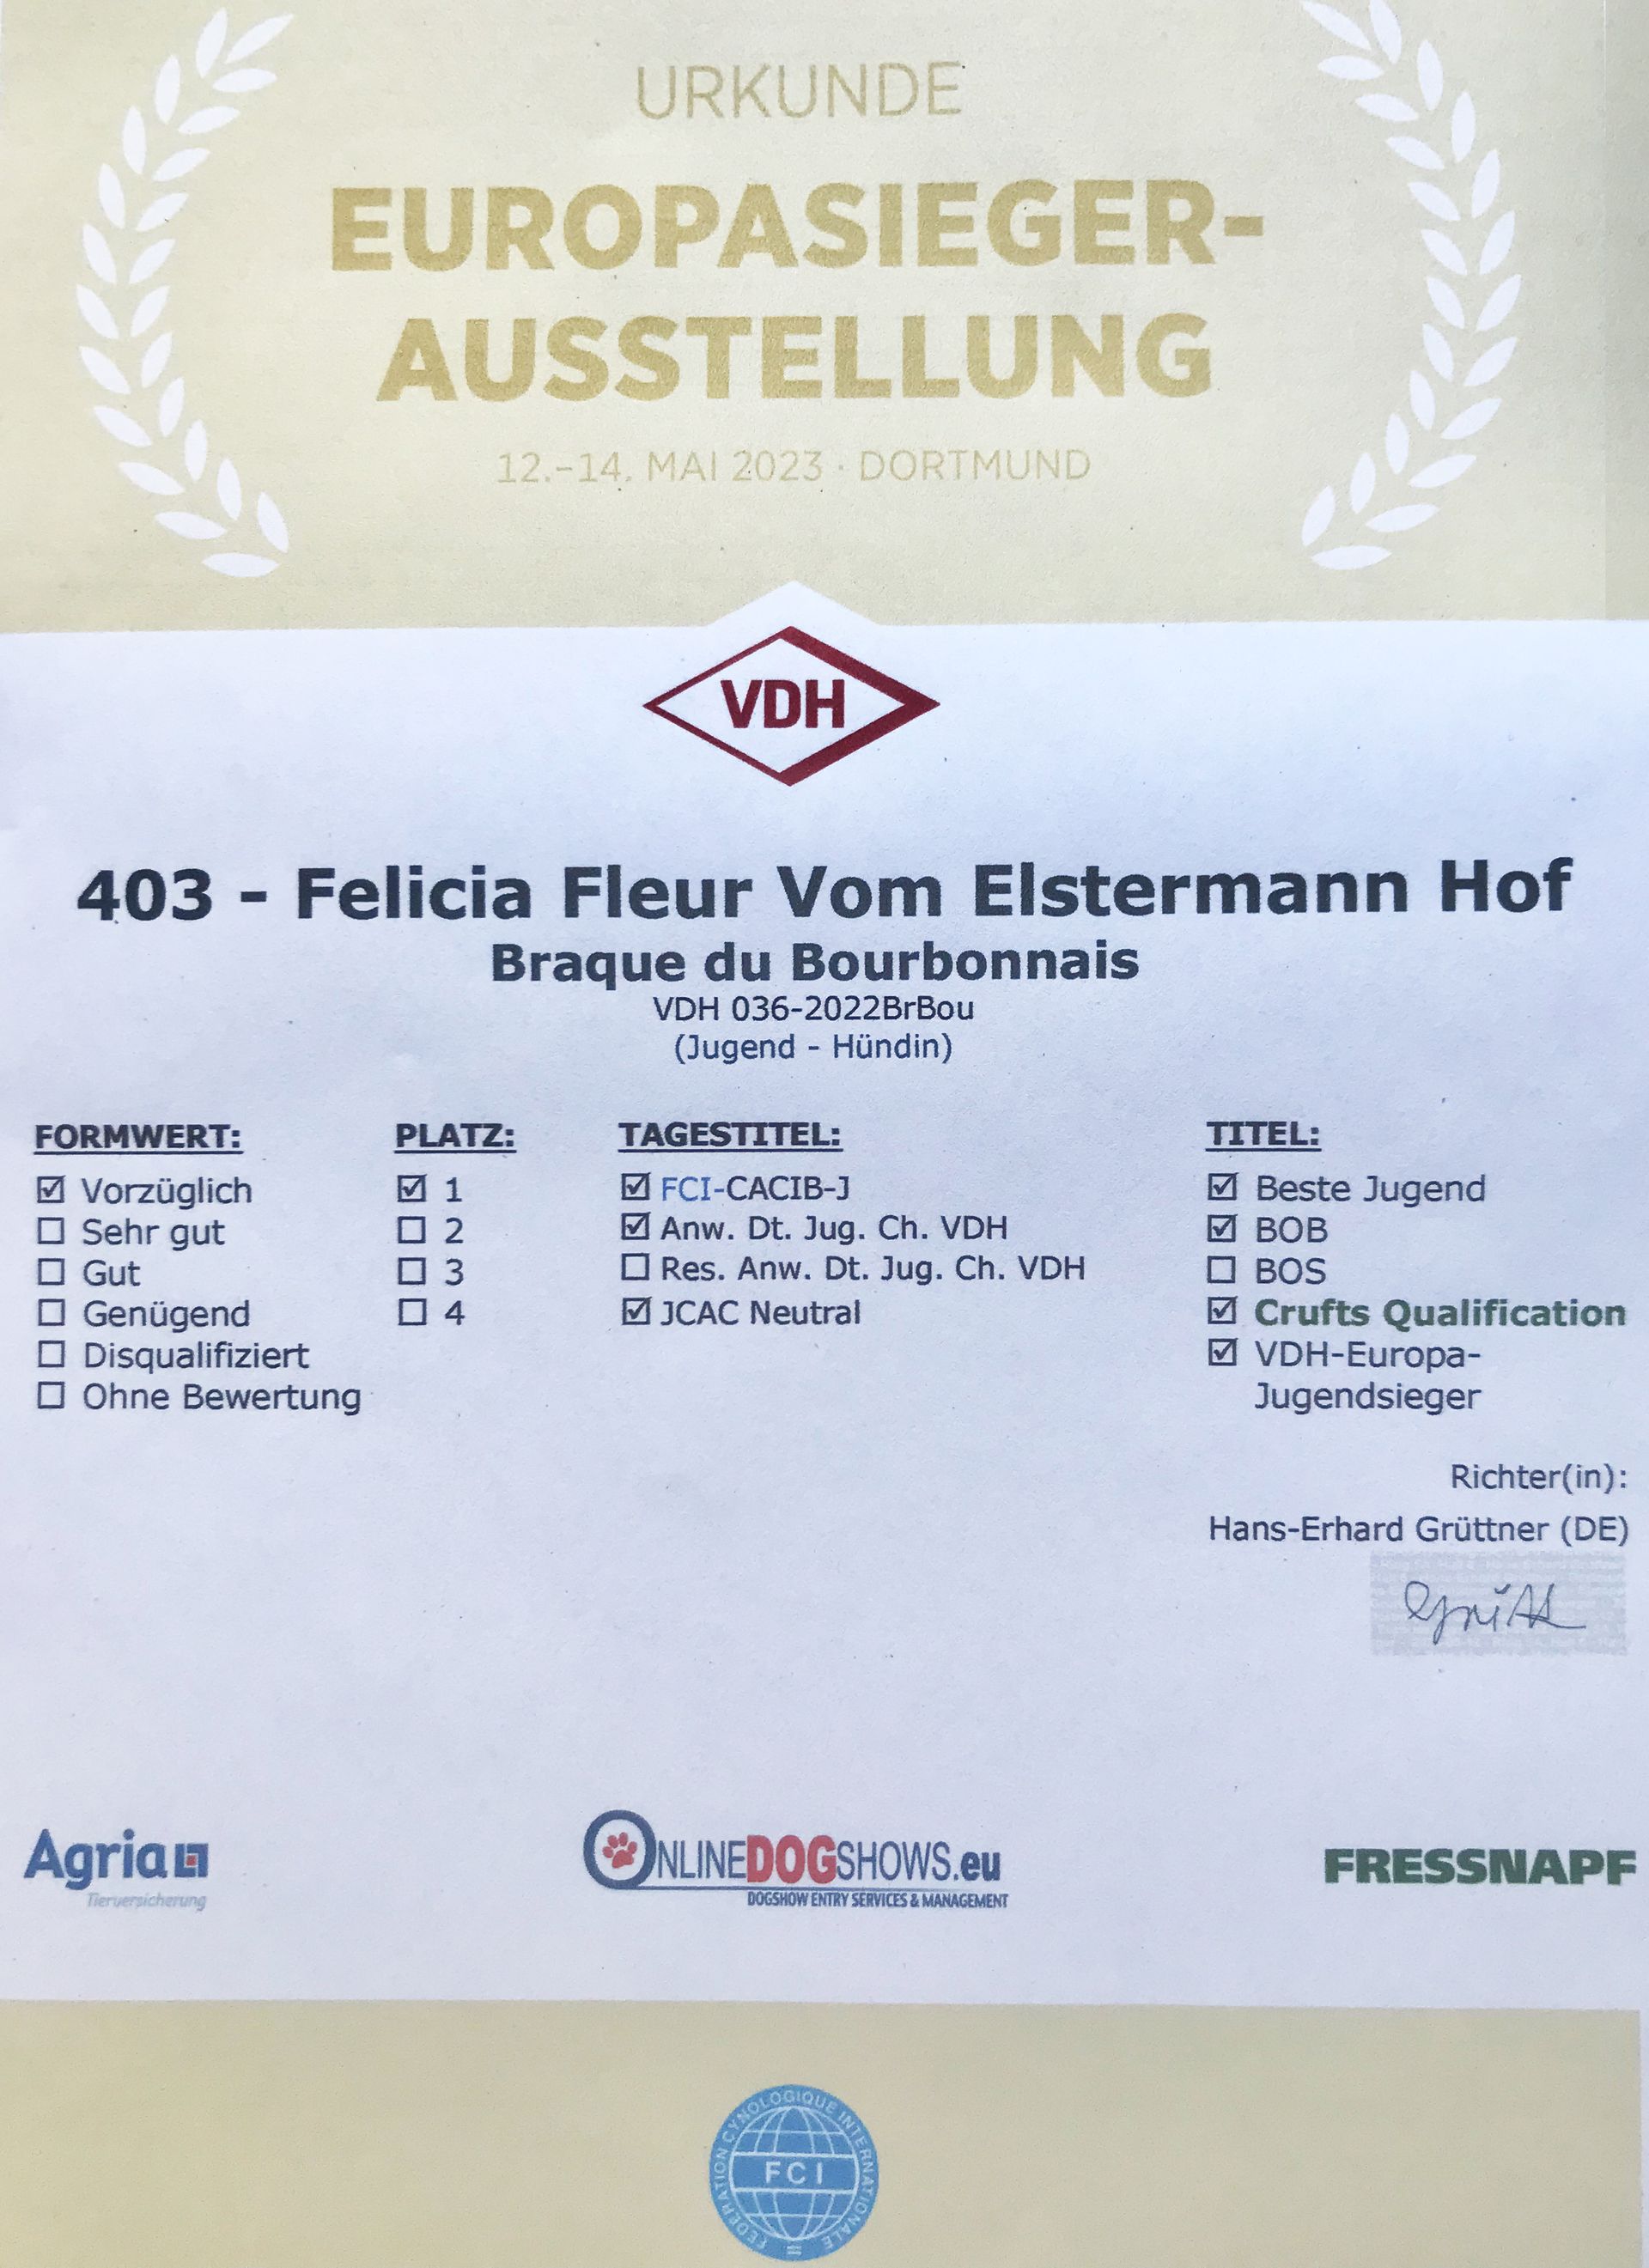 URKUNDE
EUROPASIEGER-
AUSSTELLUNG
12.-14. MAI 2023 · DORTMUND
VDH
403 - Felicia Fleur Vom Elstermann Hof
Braque du Bourbonnais
VDH 036-2022BrBou
(Jugend - Hündin)
FORMWERT:
☑ Vorzüglich
☐ Sehr gut
☐ Gut
☐ Genügend
☐ Disqualifiziert
☐ Ohne Bewertung
PLATZ:
☑ 1
☐ 2
☐ 3
☐ 4
TAGESTITEL:
☑ FCI-CACIB-J
☑ Anw. Dt. Jug. Ch. VDH
☐ Res. Anw. Dt. Jug. Ch. VDH
☑ JCAC Neutral
TITEL:
☑ Beste Jugend
☑ BOB
☐ BOS
☑ Crufts Qualification
☑ VDH-Europa-
Jugendsieger
Richter(in):
Hans-Erhard Grüttner (DE)
Agria
Tierversicherung
ONLINEDOGSHOWS.eu
DOGSHOW ENTRY SERVICES & MANAGEMENT
FRESSNAPF
FEDERATION CYNOLOGIQUE INTERNATIONALE
FCI